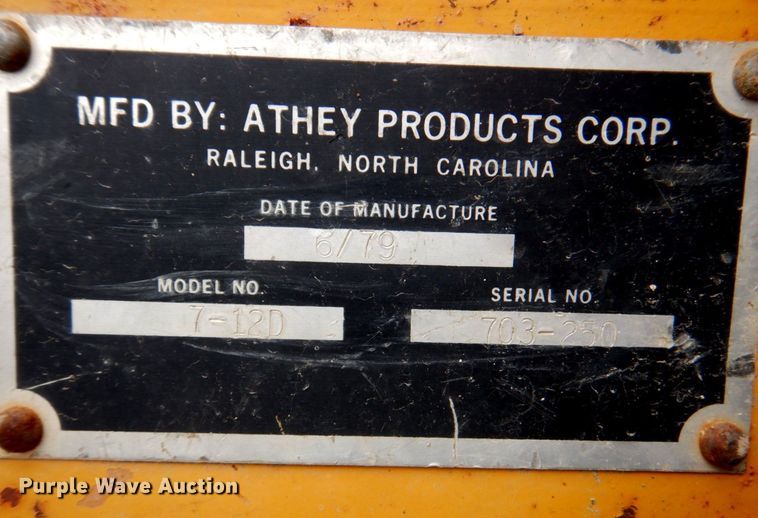 MFD BY: ATHEY PRODUCTS CORP.
RALEIGH, NORTH CAROLINA
DATE OF MANUFACTURE
6/79
MODEL NO. SERIAL NO.
7-12D 703-250
Purple Wave Auction